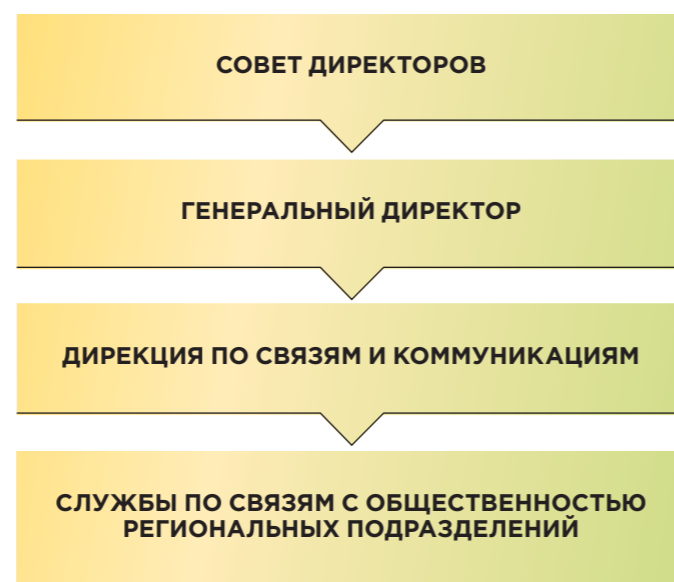 СОВЕТ ДИРЕКТОРОВ
ГЕНЕРАЛЬНЫЙ ДИРЕКТОР
ДИРЕКЦИЯ ПО СВЯЗЯМ И КОММУНИКАЦИЯМ
СЛУЖБЫ ПО СВЯЗЯМ С ОБЩЕСТВЕННОСТЬЮ
РЕГИОНАЛЬНЫХ ПОДРАЗДЕЛЕНИЙ